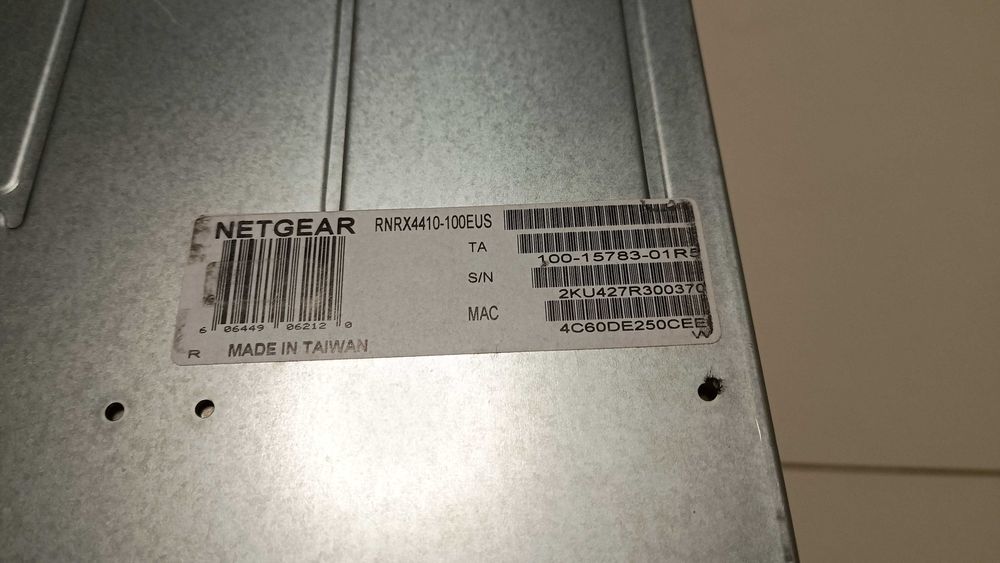 NETGEAR RNRX4410-100EUS
TA
100-15783-01R5
S/N
2KU427R300370
MAC
4C60DE250CEE
6 06449 06212 0
R MADE IN TAIWAN
W